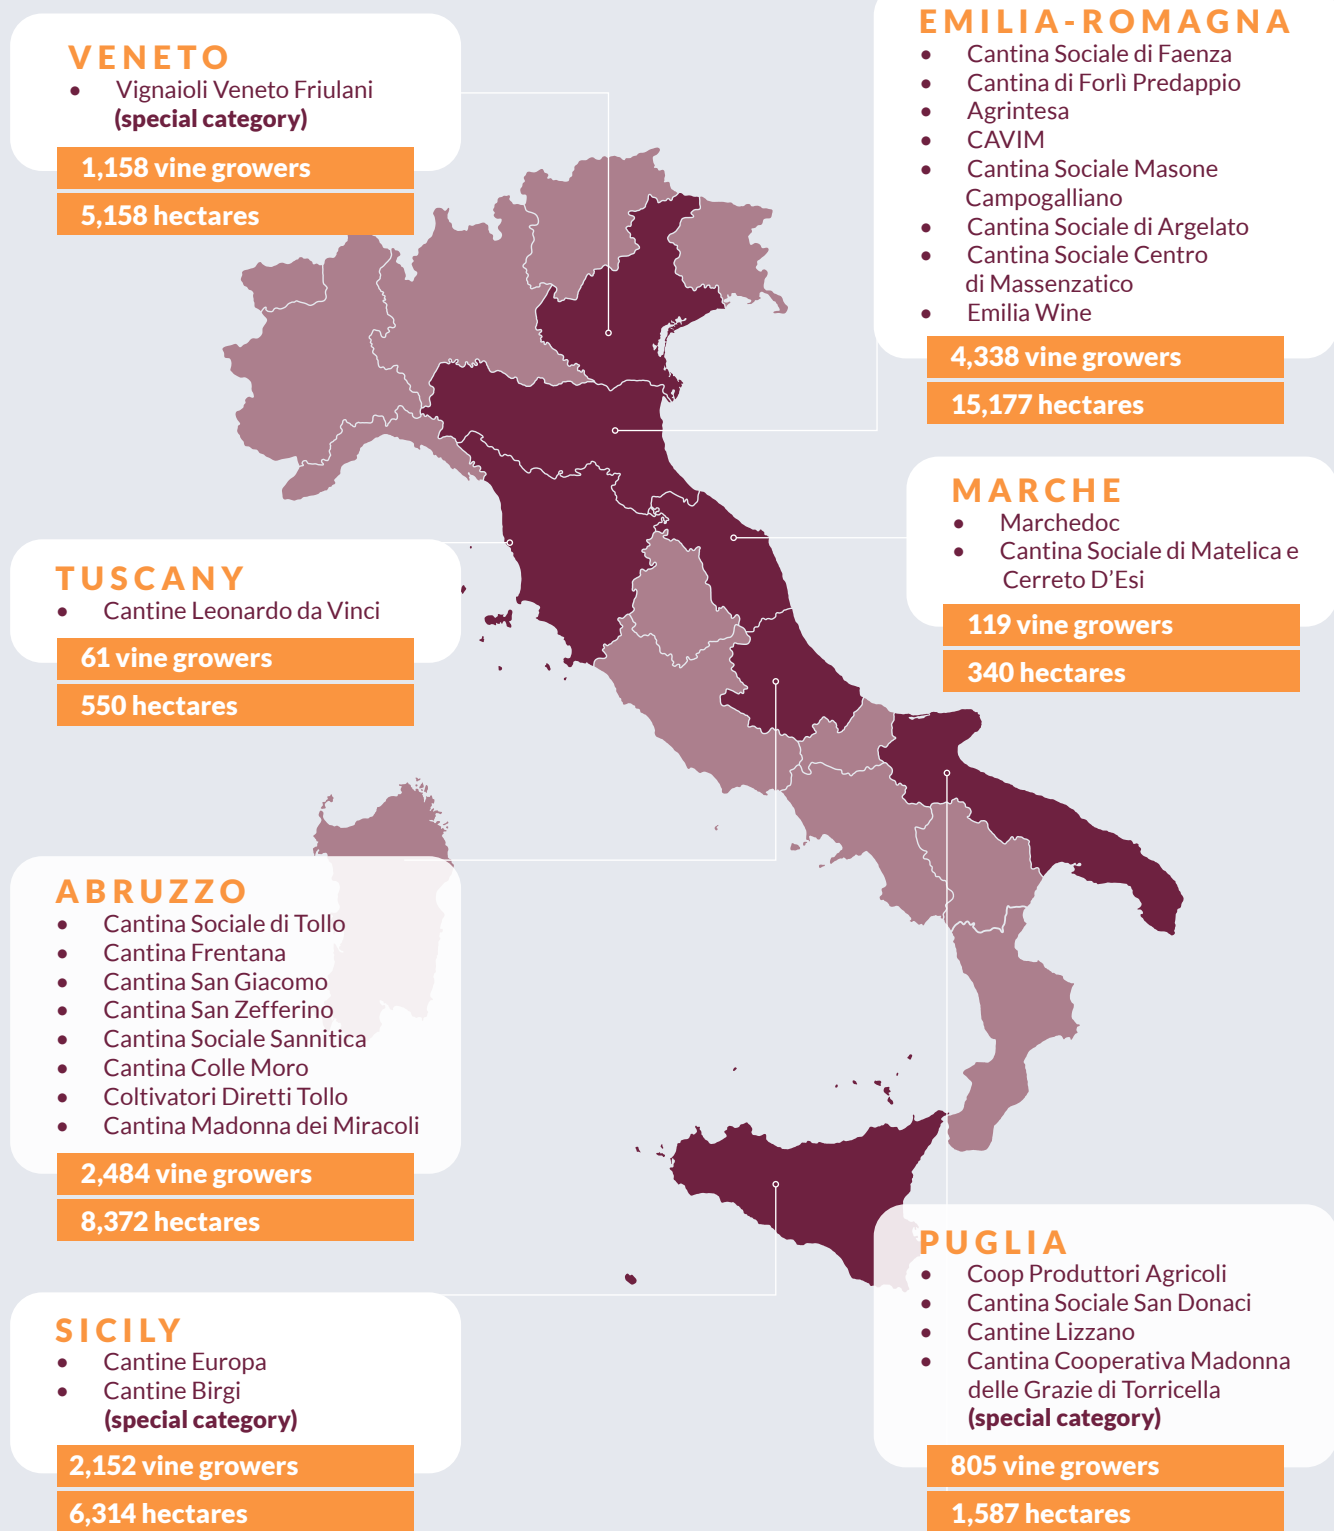 VENETO
• Vignaioli Veneto Friulani
(special category)
1,158 vine growers
5,158 hectares
EMILIA-ROMAGNA
• Cantina Sociale di Faenza
• Cantina di Forlì Predappio
• Agrintesa
• CAVIM
• Cantina Sociale Masone
Campogalliano
• Cantina Sociale di Argelato
• Cantina Sociale Centro
di Massenzatico
• Emilia Wine
4,338 vine growers
15,177 hectares
MARCHE
• Marchedoc
• Cantina Sociale di Matelica e
Cerreto D’Esi
119 vine growers
340 hectares
TUSCANY
• Cantine Leonardo da Vinci
61 vine growers
550 hectares
ABRUZZO
• Cantina Sociale di Tollo
• Cantina Frentana
• Cantina San Giacomo
• Cantina San Zefferino
• Cantina Sociale Sannitica
• Cantina Colle Moro
• Coltivatori Diretti Tollo
• Cantina Madonna dei Miracoli
2,484 vine growers
8,372 hectares
PUGLIA
• Coop Produttori Agricoli
• Cantina Sociale San Donaci
• Cantine Lizzano
• Cantina Cooperativa Madonna
delle Grazie di Torricella
(special category)
805 vine growers
1,587 hectares
SICILY
• Cantine Europa
• Cantine Birgi
(special category)
2,152 vine growers
6,314 hectares